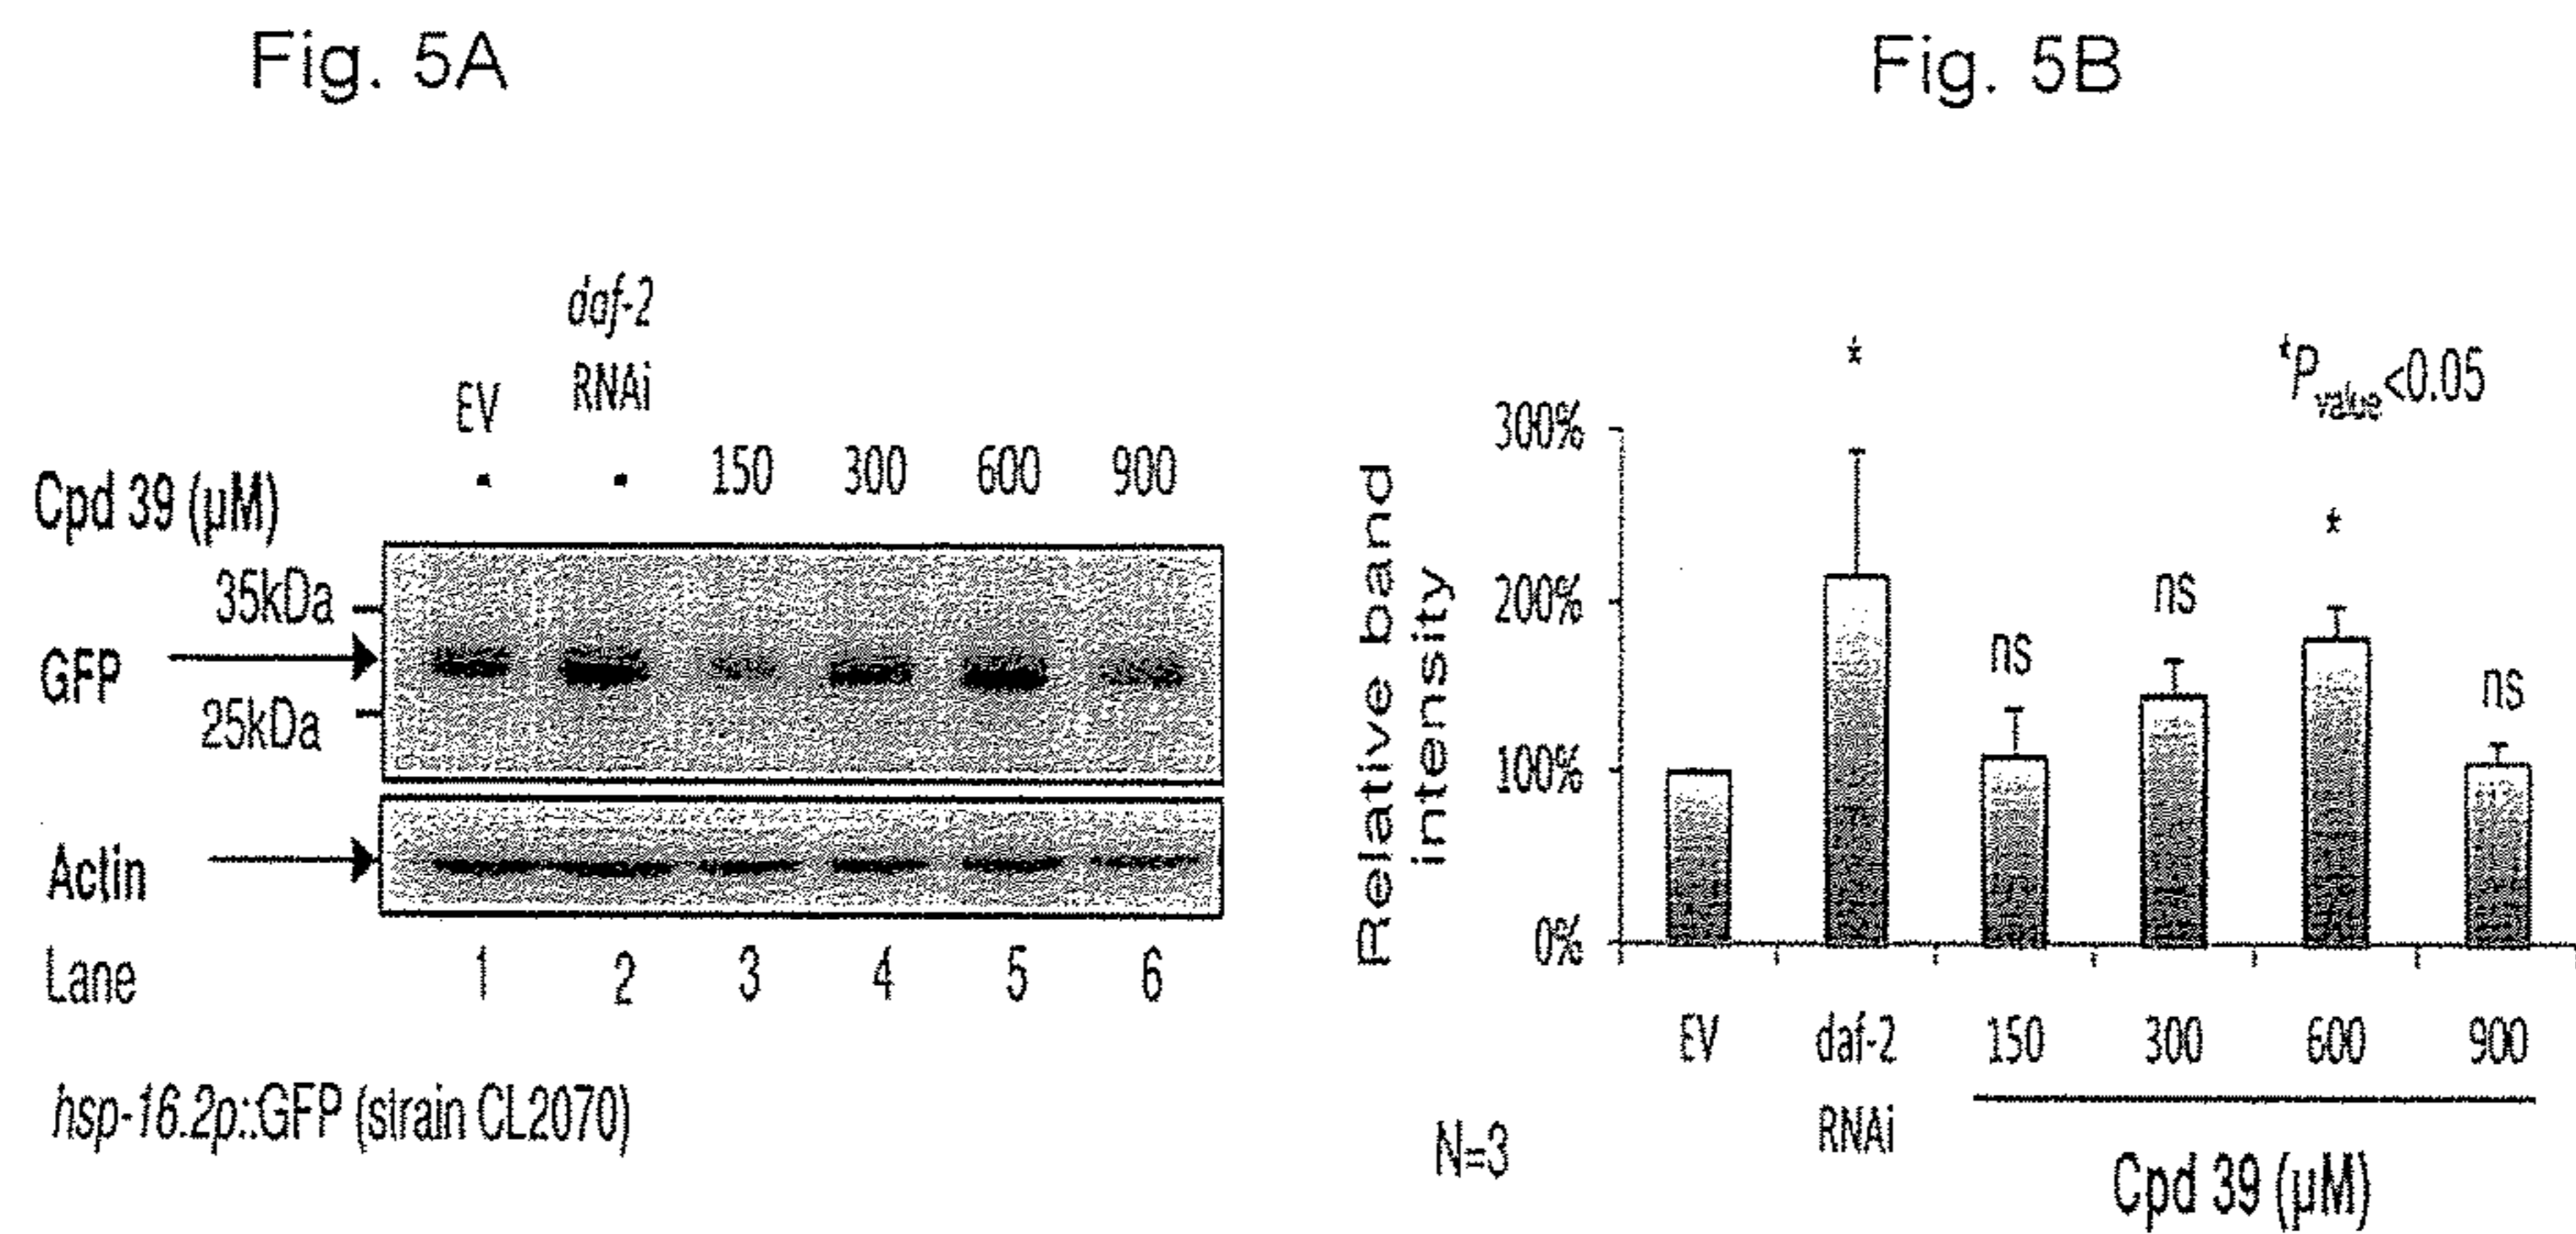 Fig. 5A
daf-2
EV RNAi
Cpd 39 (µM) - - 150 300 600 900
35kDa
GFP
25kDa
Actin
Lane 1 2 3 4 5 6
hsp-16.2p::GFP (strain CL2070)
Fig. 5B
*Pvalue<0.05
*
300%
Relative band
intensity
200%
100%
0%
ns
ns
*
ns
EV daf-2 150 300 600 900
RNAi
N=3
Cpd 39 (µM)